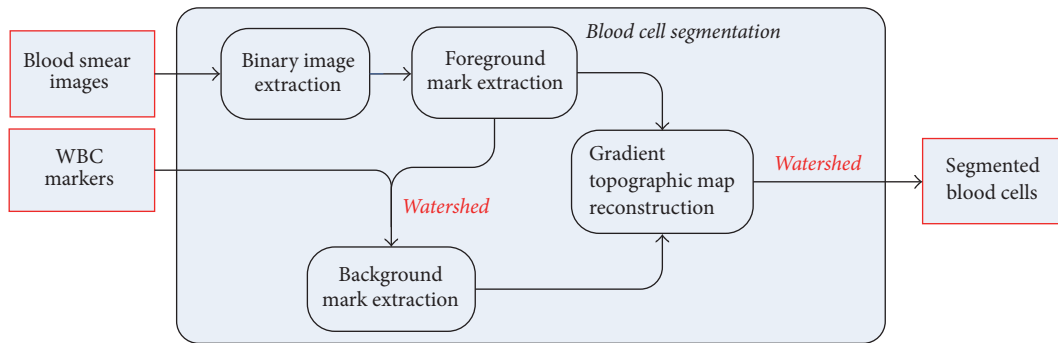 Blood cell segmentation
Blood smear
images
Binary image
extraction
Foreground
mark extraction
WBC
markers
Gradient
topographic map
reconstruction
Watershed
Segmented
blood cells
Watershed
Background
mark extraction